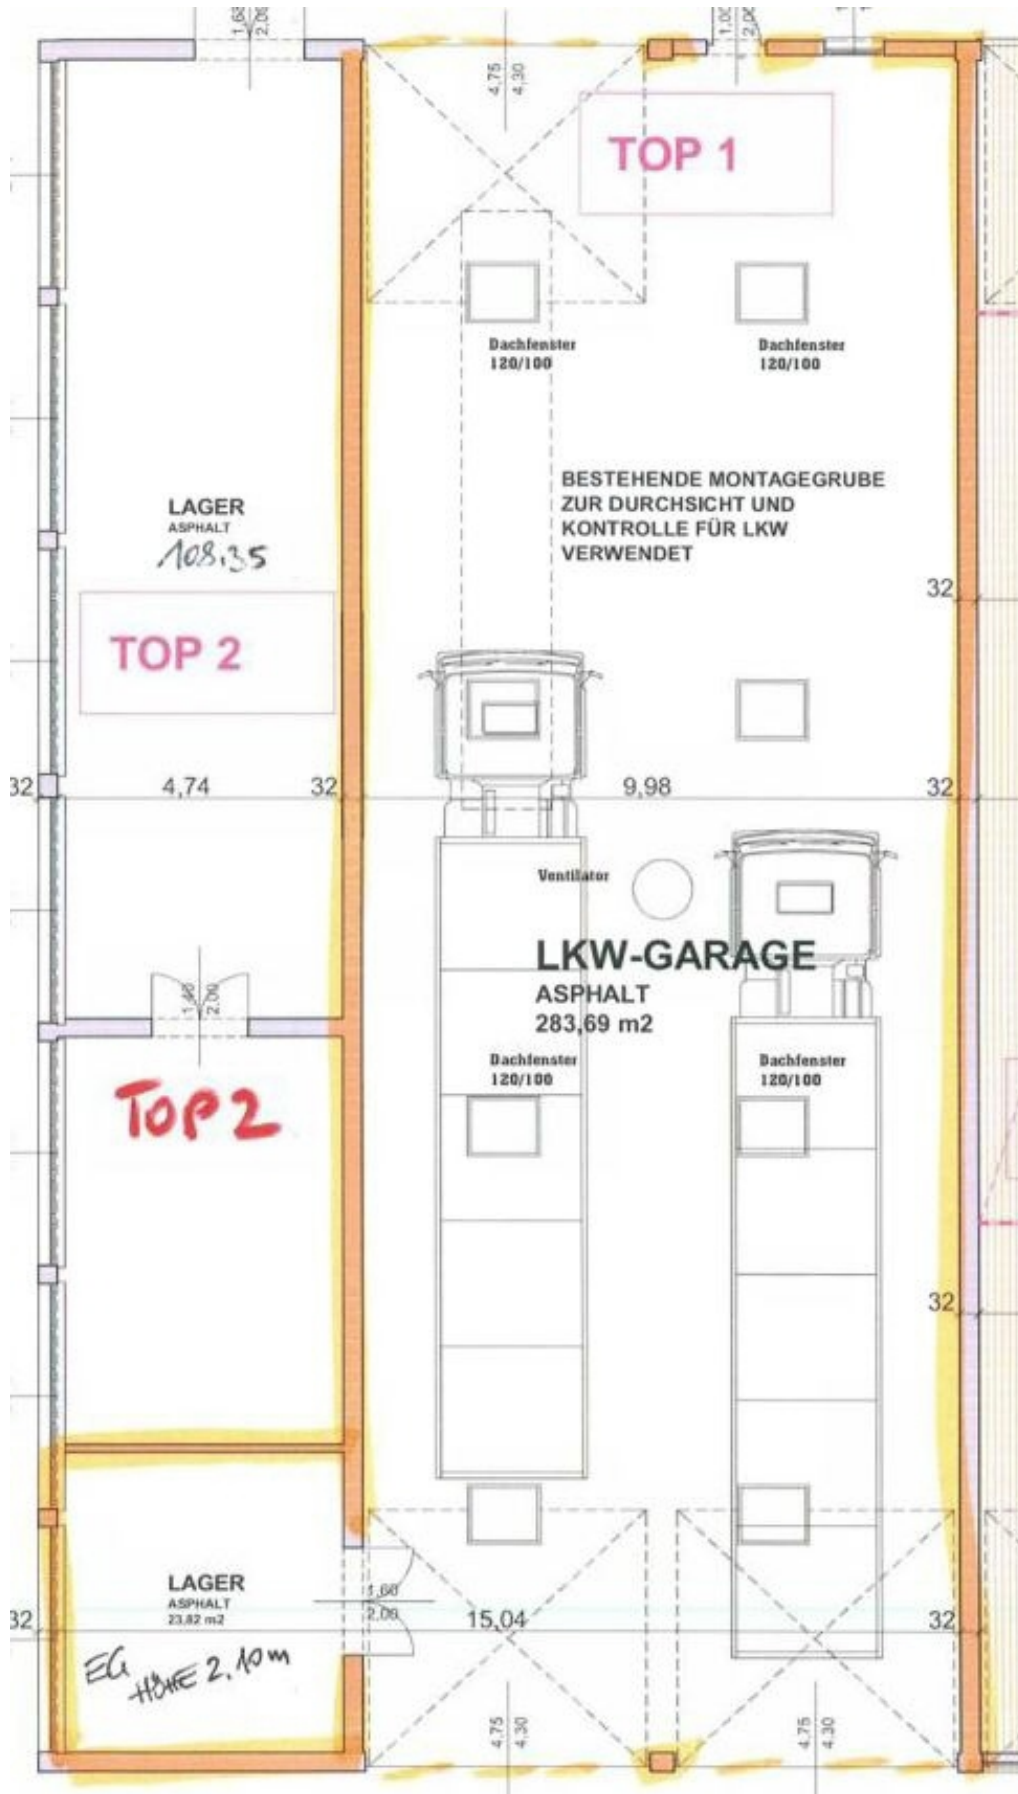 1,68
2,00
4,75
4,30
1,00
2,00
TOP 1
Dachfenster
120/100
Dachfenster
120/100
BESTEHENDE MONTAGEGRUBE
ZUR DURCHSICHT UND
KONTROLLE FÜR LKW
VERWENDET
LAGER
ASPHALT
108,35
32
TOP 2
32
4,74
32
9,98
32
Ventilator
LKW-GARAGE
ASPHALT
283,69 m2
1,40
2,00
Dachfenster
120/100
Dachfenster
120/100
TOP 2
32
LAGER
ASPHALT
23,82 m2
1,60
2,00
32
15,04
32
EG
HÖHE 2,10m
4,75
4,30
4,75
4,30